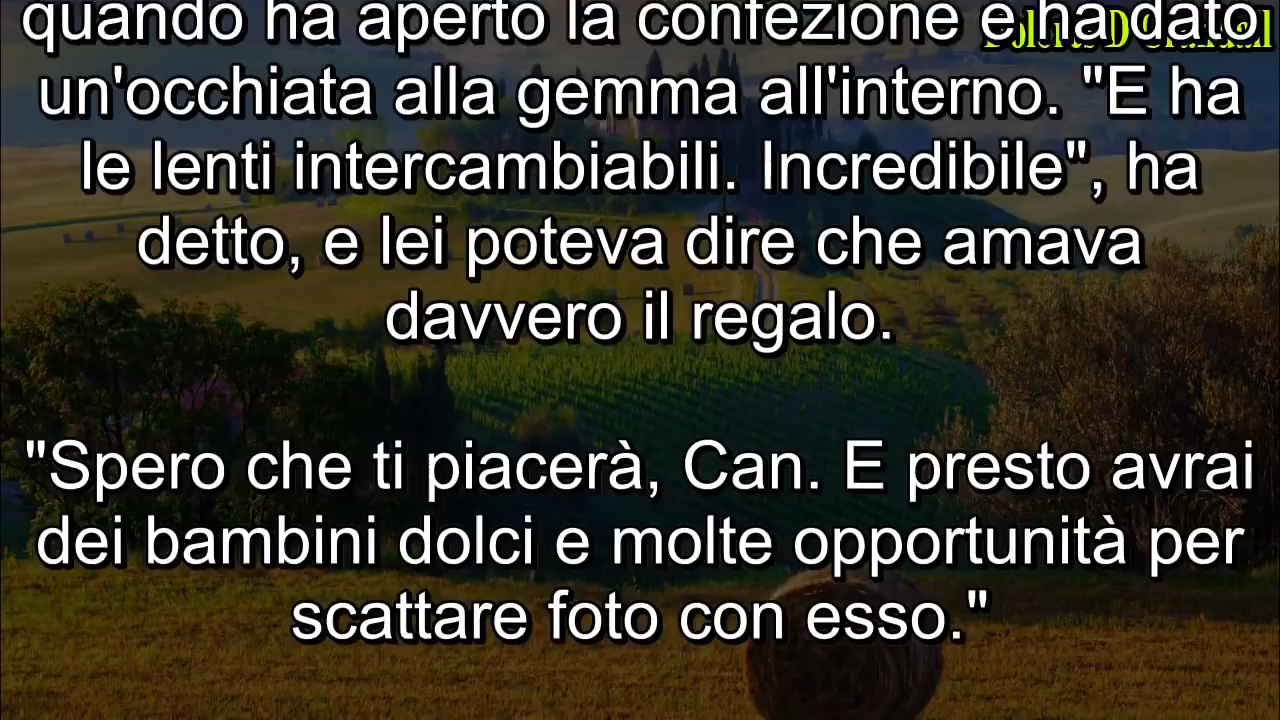 quando ha aperto la confezione e ha dato
un'occhiata alla gemma all'interno. "E ha
le lenti intercambiabili. Incredibile", ha
detto, e lei poteva dire che amava
davvero il regalo.
"Spero che ti piacerà, Can. E presto avrai
dei bambini dolci e molte opportunità per
scattare foto con esso."